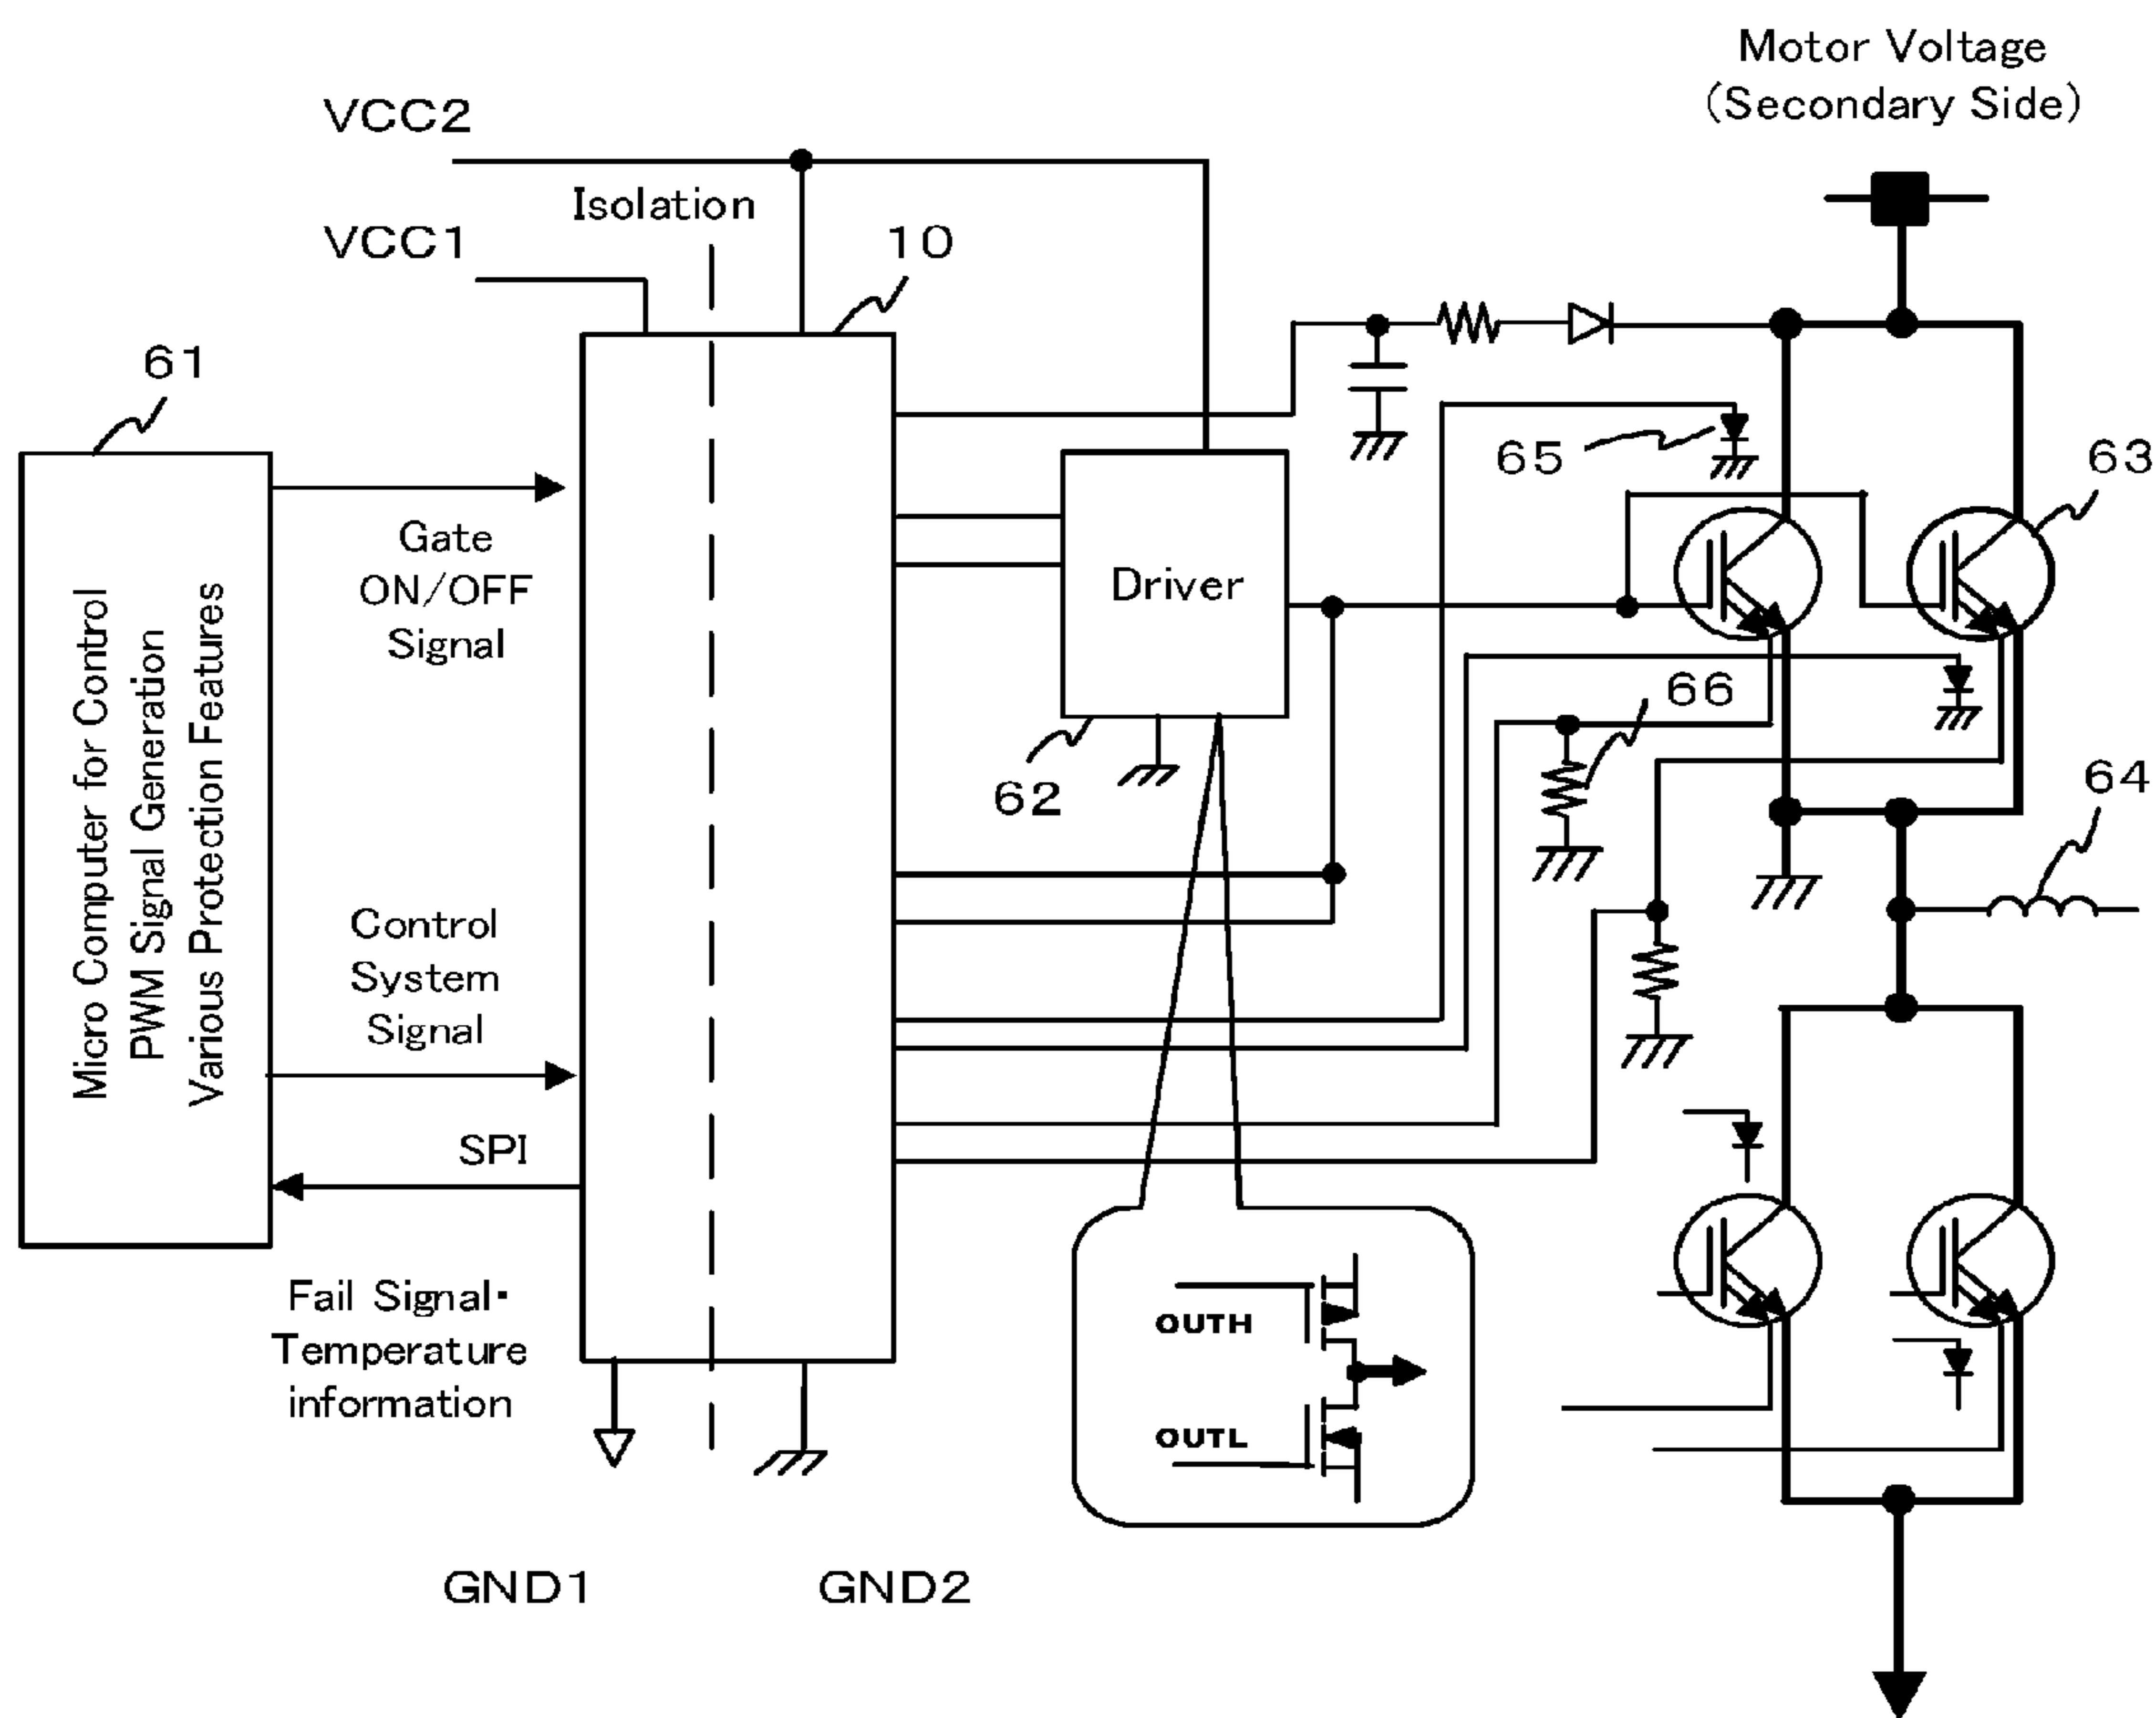 Motor Voltage
(Secondary Side)
VCC2
Isolation
VCC1
10
61
65
63
Gate
ON/OFF
Signal
Driver
Micro Computer for Control
PWM Signal Generation
Various Protection Features
66
62
64
Control
System
Signal
SPI
Fail Signal・
Temperature
information
OUTH
OUTL
GND1
GND2